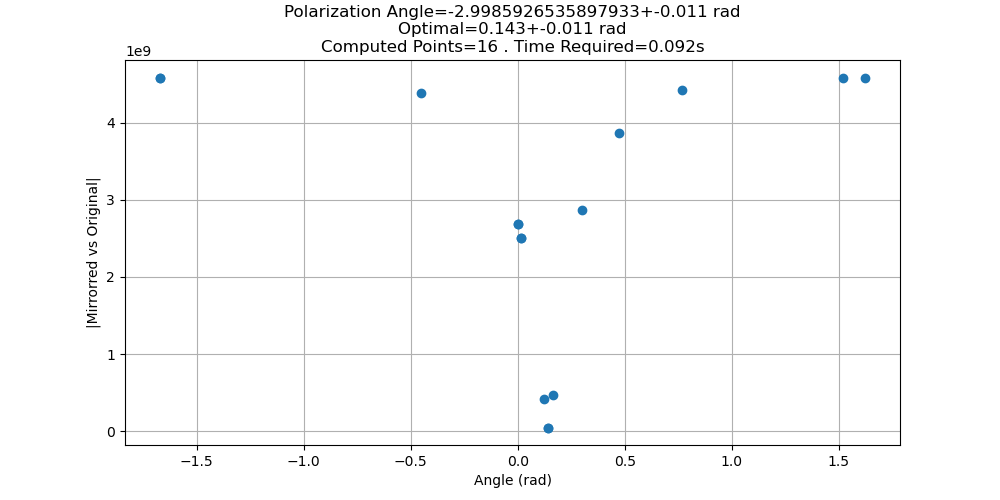 Polarization Angle=-2.9985926535897933+-0.011 rad
Optimal=0.143+-0.011 rad
Computed Points=16 . Time Required=0.092s
1e9
|Mirrorred vs Original|
4
3
2
1
0
−1.5 −1.0 −0.5 0.0 0.5 1.0 1.5
Angle (rad)